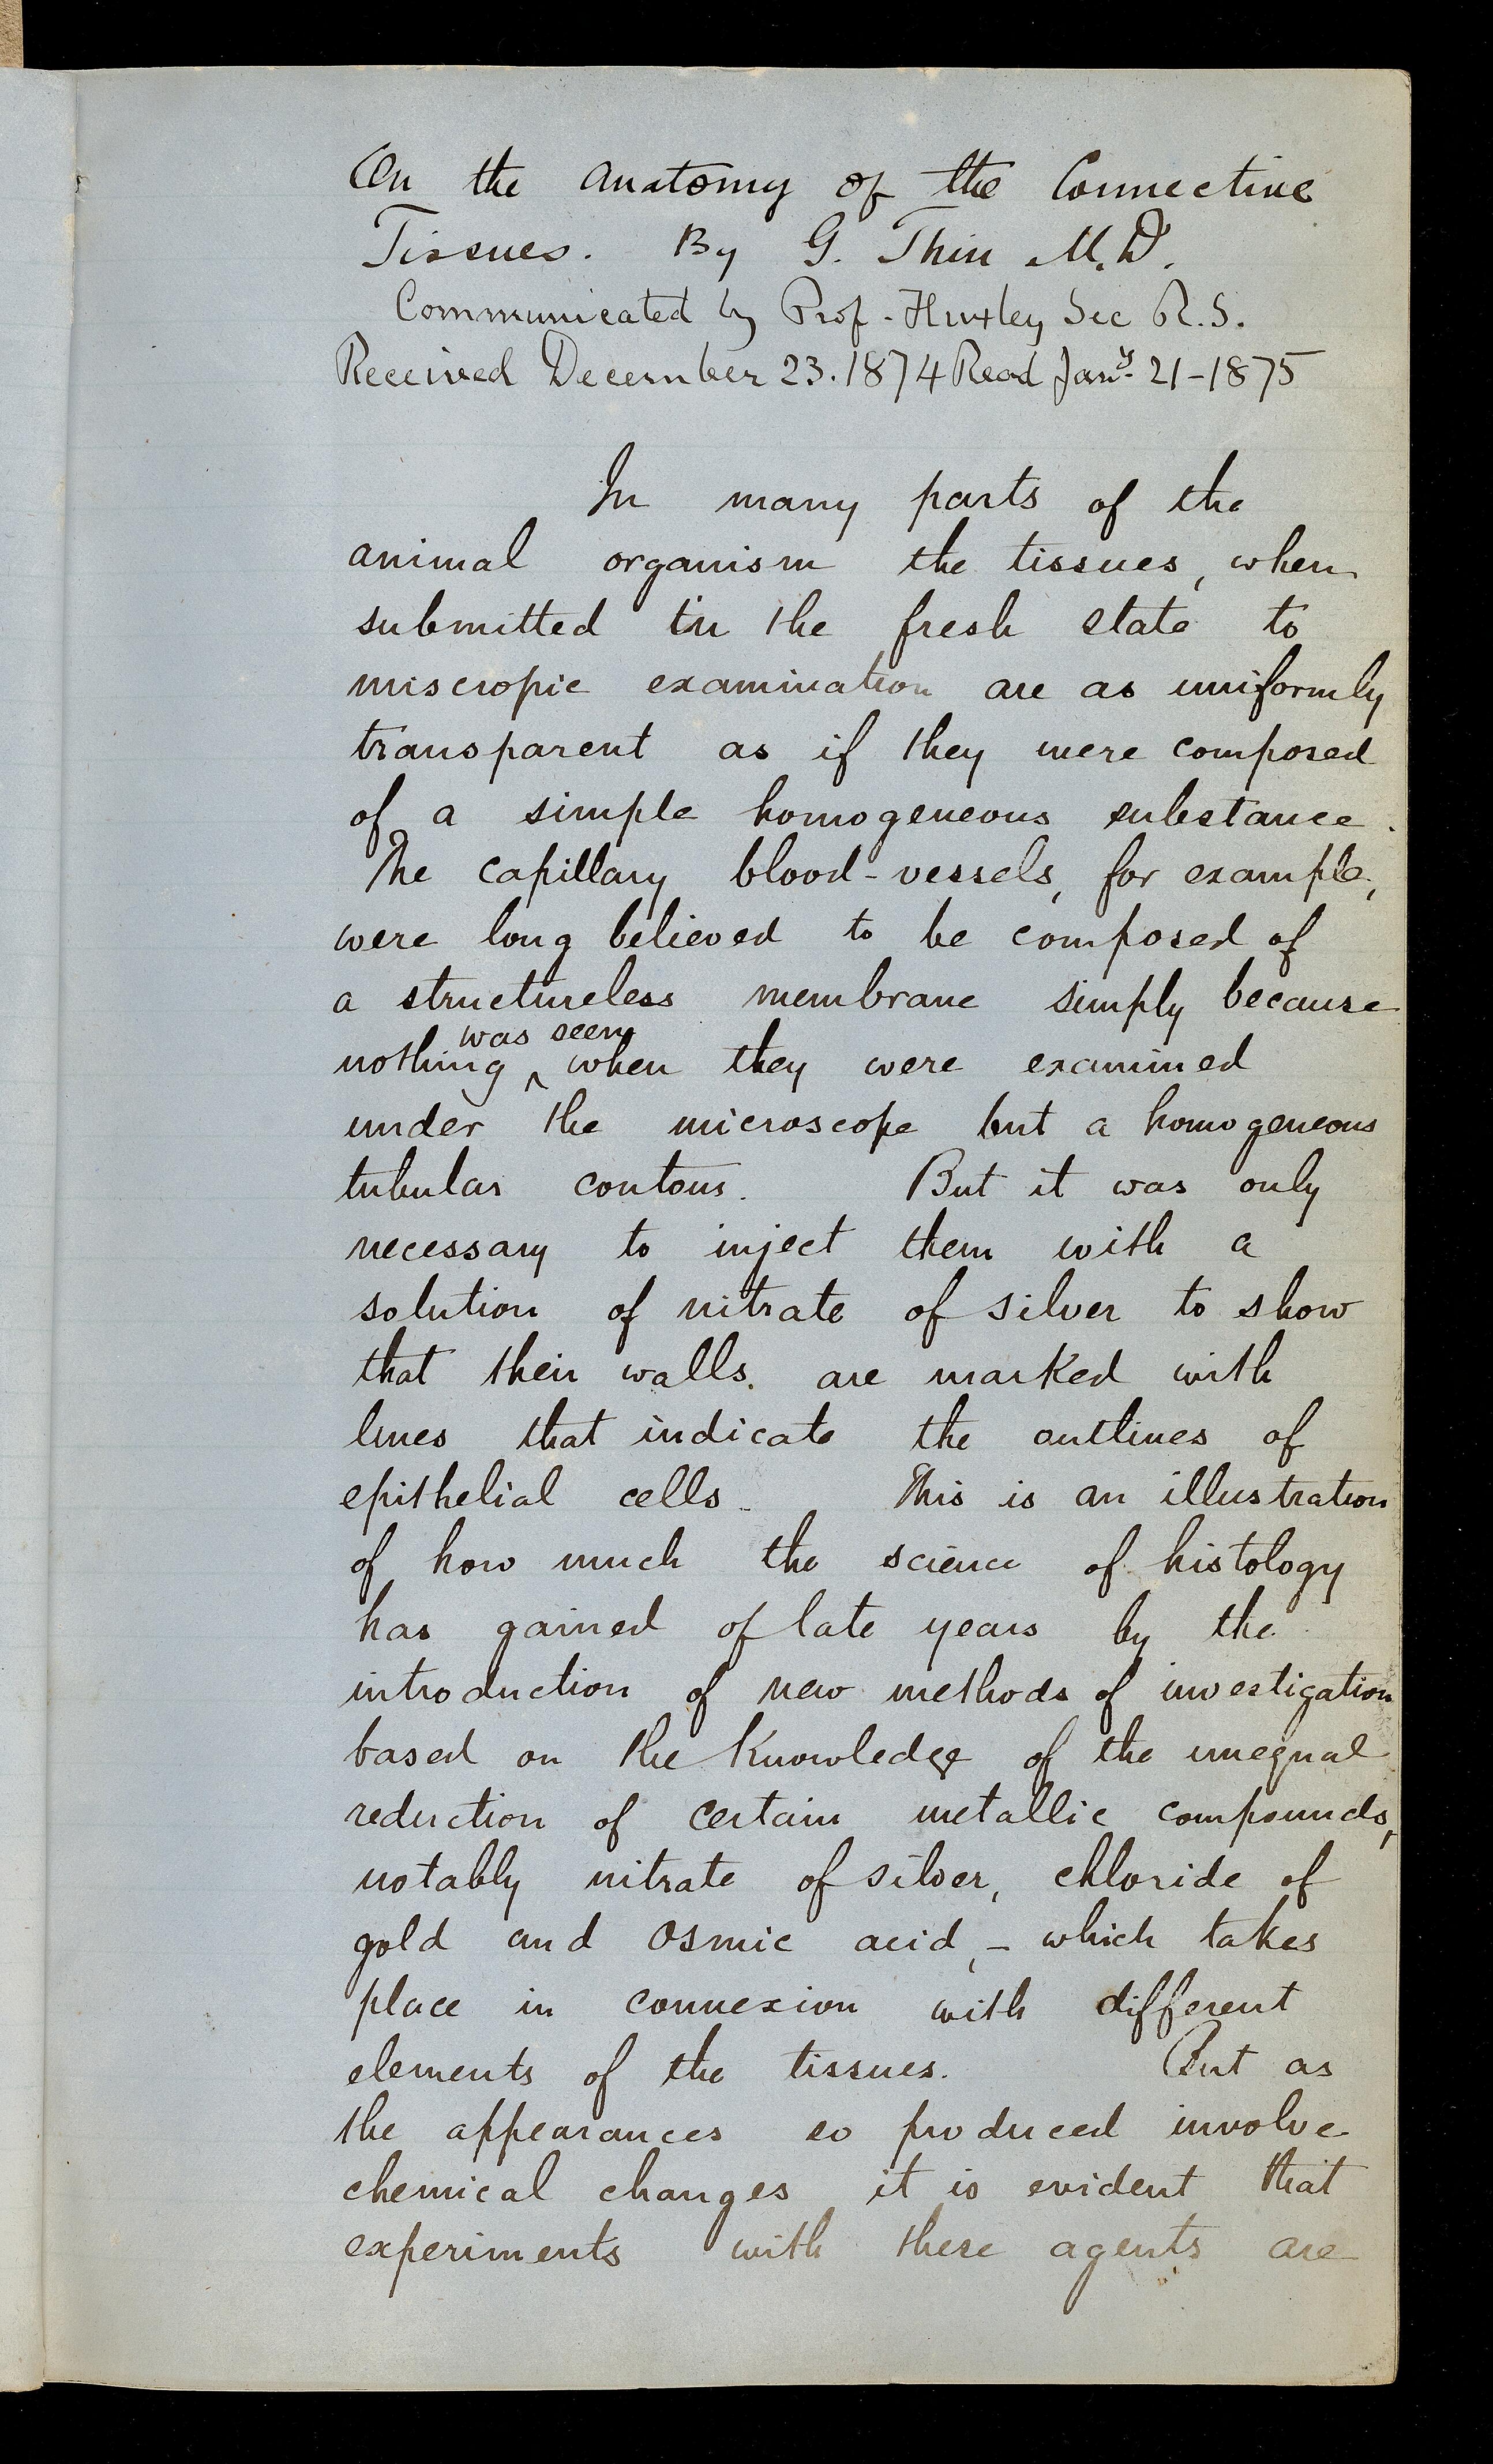 On the Anatomy of the Connective
Tissues. By G. Thin M.D.
Communicated by Prof. Huxley Sec R.S.
Received December 23. 1874 Read Jany. 21-1875
In many parts of the
animal organism the tissues, when
submitted in the fresh state to
miscropic examination are as uniformly
transparent as if they were composed
of a simple homogeneous substance.
The capillary blood-vessels, for example,
were long believed to be composed of
a structureless membrane simply because
was seen
nothing ^ when they were examined
under the microscope but a homogeneous
tubular contour. But it was only
necessary to inject them with a
solution of nitrate of silver to show
that their walls. are marked with
lines that indicate the outlines of
epithelial cells. This is an illustration
of how much the science of histology
has gained of late years by the
introduction of new methods of investigation
based on the knowledge of the unequal
reduction of certain metallic compounds,
notably nitrate of silver, chloride of
gold and osmic acid, - which takes
place in connexion with different
elements of the tissues. But as
the appearances so produced involve
chemical changes, it is evident that
experiments with these agents are